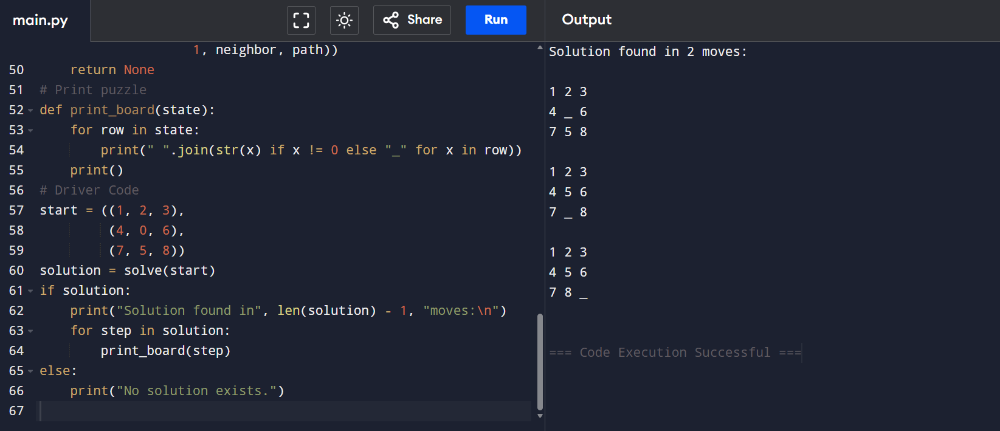 main.py
Share
Run
Output
1, neighbor, path))
50     return None
51 # Print puzzle
52 def print_board(state):
53     for row in state:
54         print(" ".join(str(x) if x != 0 else "_" for x in row))
55     print()
56 # Driver Code
57 start = ((1, 2, 3),
58          (4, 0, 6),
59          (7, 5, 8))
60 solution = solve(start)
61 if solution:
62     print("Solution found in", len(solution) - 1, "moves:\n")
63     for step in solution:
64         print_board(step)
65 else:
66     print("No solution exists.")
67
Solution found in 2 moves:
1 2 3
4 _ 6
7 5 8
1 2 3
4 5 6
7 _ 8
1 2 3
4 5 6
7 8 _
=== Code Execution Successful ===